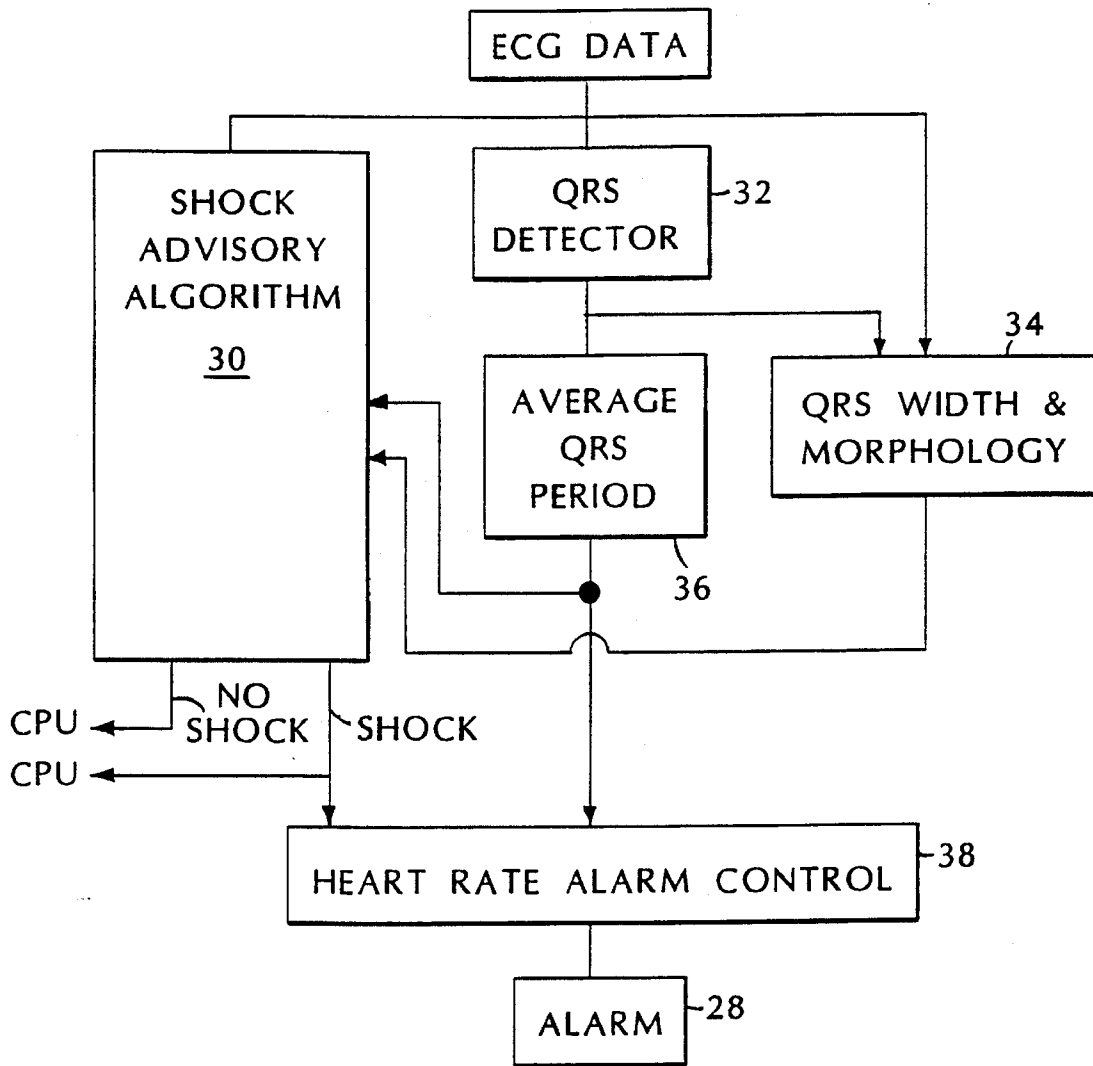 ECG DATA
SHOCK
ADVISORY
ALGORITHM
30
QRS
DETECTOR
32
34
AVERAGE
QRS
PERIOD
36
QRS WIDTH &
MORPHOLOGY
NO
SHOCK
SHOCK
CPU
CPU
HEART RATE ALARM CONTROL
38
ALARM
28